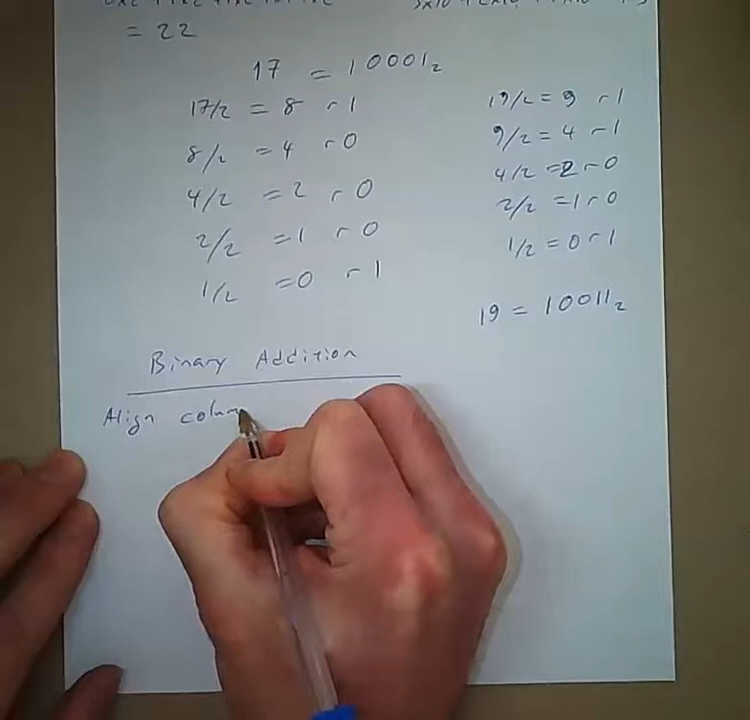 = 22
17 = 10001₂
17/2 = 8 r 1
8/2 = 4 r 0
4/2 = 2 r 0
2/2 = 1 r 0
1/2 = 0 r 1
19/2 = 9 r 1
9/2 = 4 r 1
4/2 = 2 r 0
2/2 = 1 r 0
1/2 = 0 r 1
19 = 10011₂
Binary Addition
Align colum